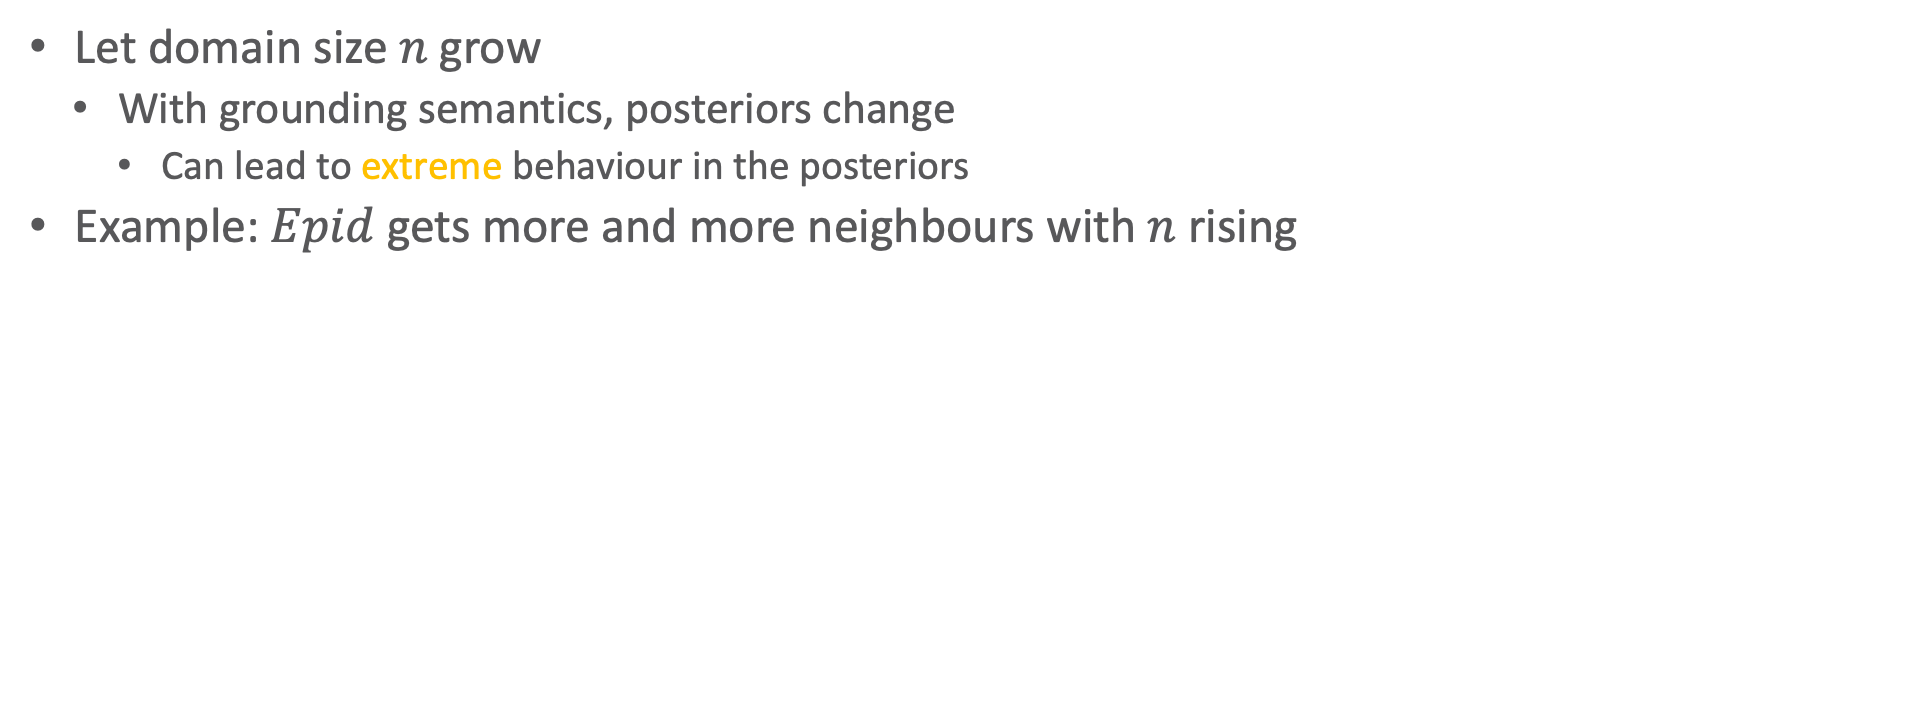 • Let domain size n grow
• With grounding semantics, posteriors change
• Can lead to extreme behaviour in the posteriors
• Example: Epid gets more and more neighbours with n rising